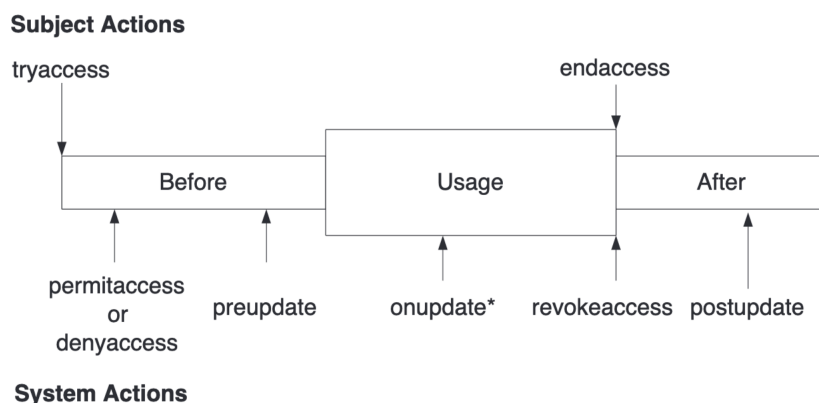 Subject Actions
tryaccess
endaccess
Before
Usage
After
permitaccess
or
denyaccess
preupdate
onupdate*
revokeaccess
postupdate
System Actions